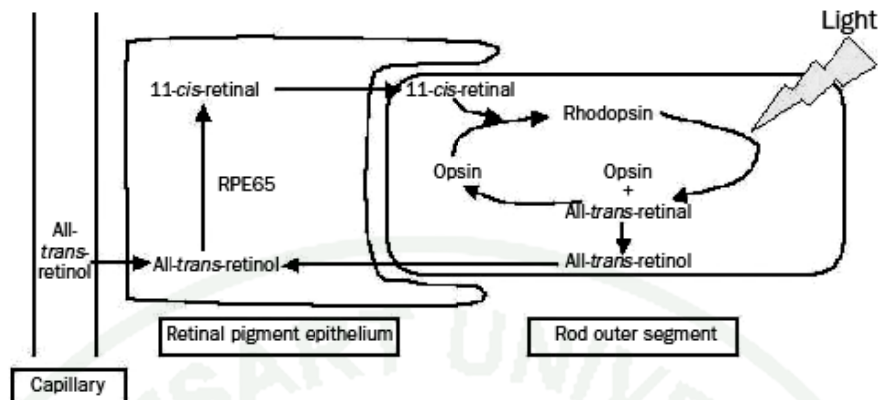 Light
11-cis-retinal
11-cis-retinal
Rhodopsin
RPE65
Opsin
Opsin
+
All-trans-retinal
All-
trans-
retinol
All-trans-retinol
All-trans-retinol
Retinal pigment epithelium
Rod outer segment
Capillary